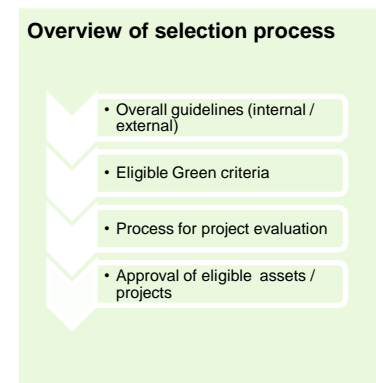 Overview of selection process
• Overall guidelines (internal /
external)
• Eligible Green criteria
• Process for project evaluation
• Approval of eligible assets /
projects